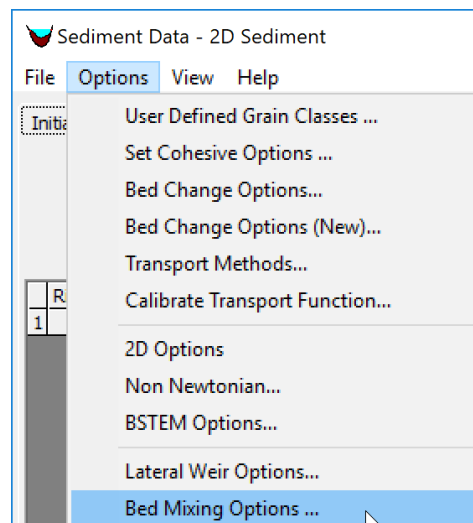 Sediment Data - 2D Sediment
File Options View Help
Initia
User Defined Grain Classes ...
Set Cohesive Options ...
Bed Change Options...
Bed Change Options (New)...
Transport Methods...
R
Calibrate Transport Function...
1
2D Options
Non Newtonian...
BSTEM Options...
Lateral Weir Options...
Bed Mixing Options ...